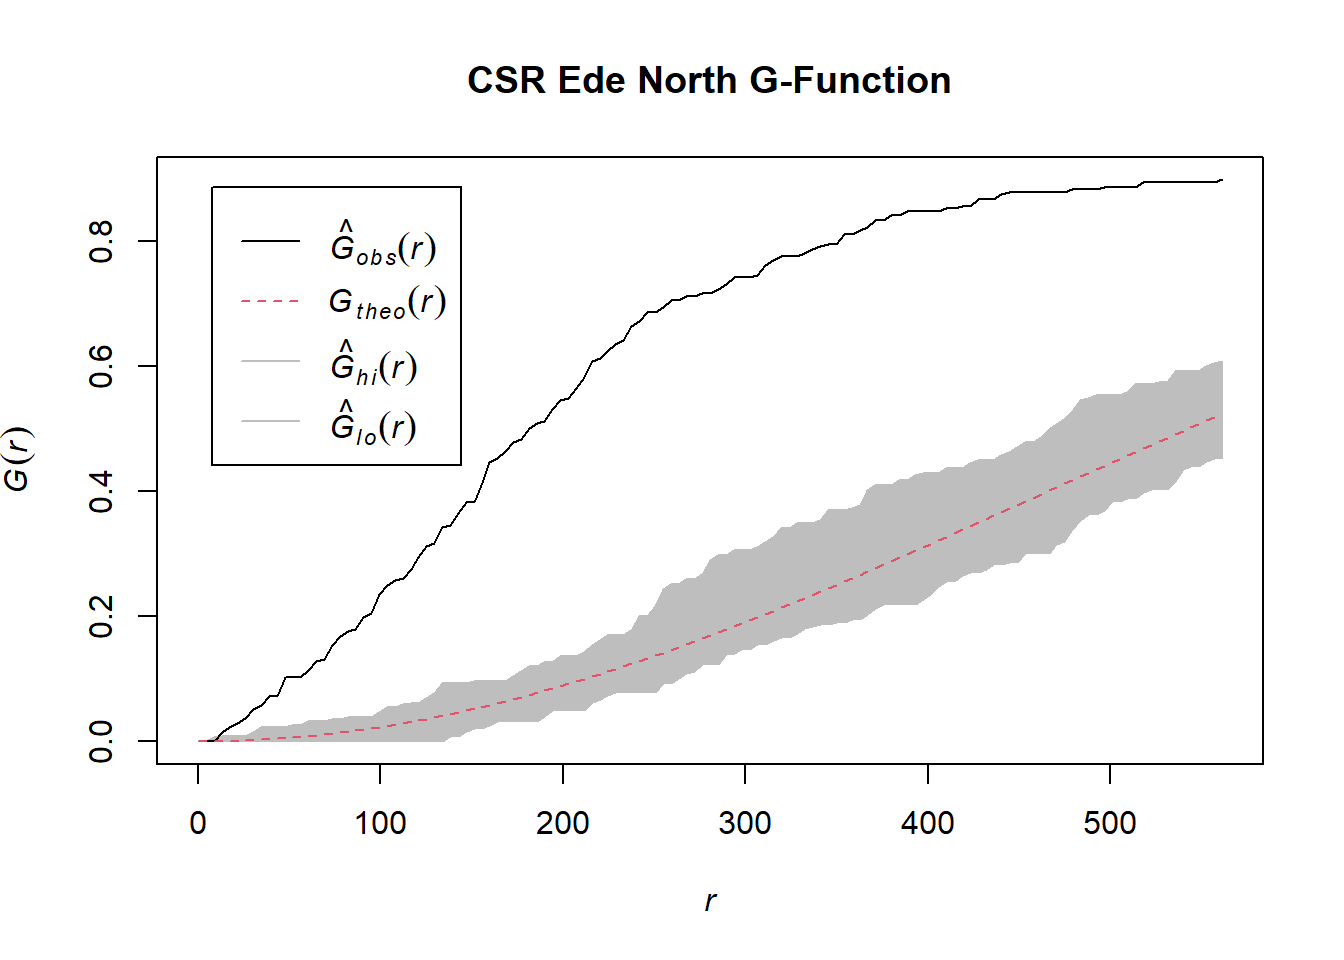 CSR Ede North G-Function
Ĝobs(r)
Gtheo(r)
Ĝhi(r)
Ĝlo(r)
G(r)
0.8
0.6
0.4
0.2
0.0
0 100 200 300 400 500
r